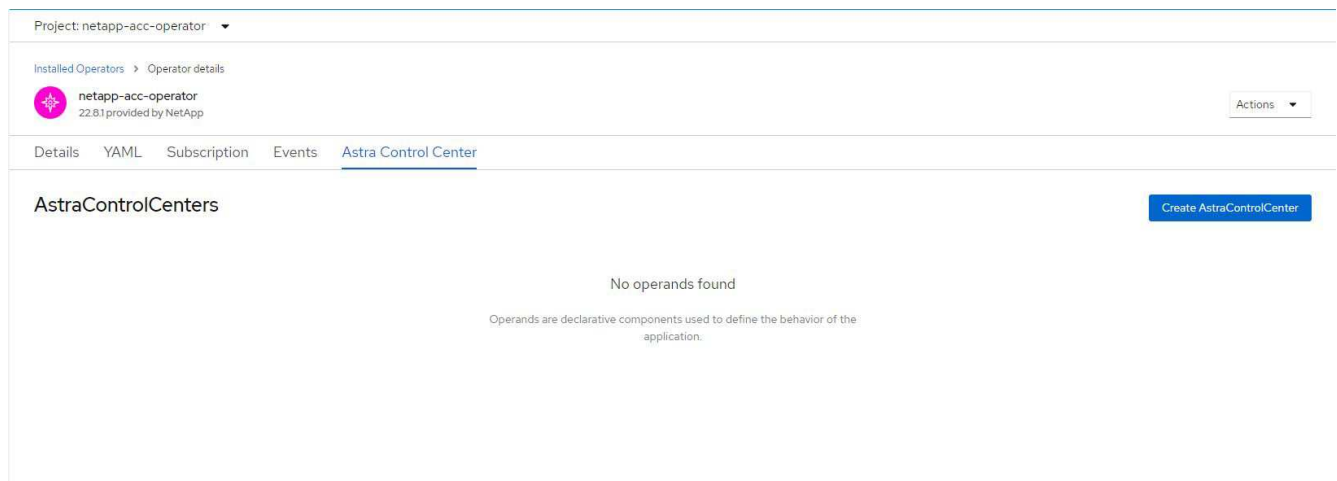 Project: netapp-acc-operator
Installed Operators > Operator details
netapp-acc-operator
22.8.1 provided by NetApp
Actions
Details YAML Subscription Events Astra Control Center
AstraControlCenters
Create AstraControlCenter
No operands found
Operands are declarative components used to define the behavior of the
application.